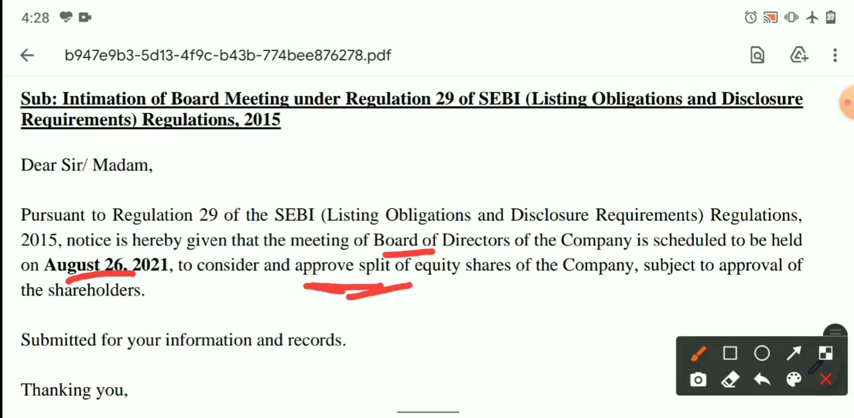 4:28
b947e9b3-5d13-4f9c-b43b-774bee876278.pdf
Sub: Intimation of Board Meeting under Regulation 29 of SEBI (Listing Obligations and Disclosure
Requirements) Regulations, 2015
Dear Sir/ Madam,
Pursuant to Regulation 29 of the SEBI (Listing Obligations and Disclosure Requirements) Regulations,
2015, notice is hereby given that the meeting of Board of Directors of the Company is scheduled to be held
on August 26, 2021, to consider and approve split of equity shares of the Company, subject to approval of
the shareholders.
Submitted for your information and records.
Thanking you,